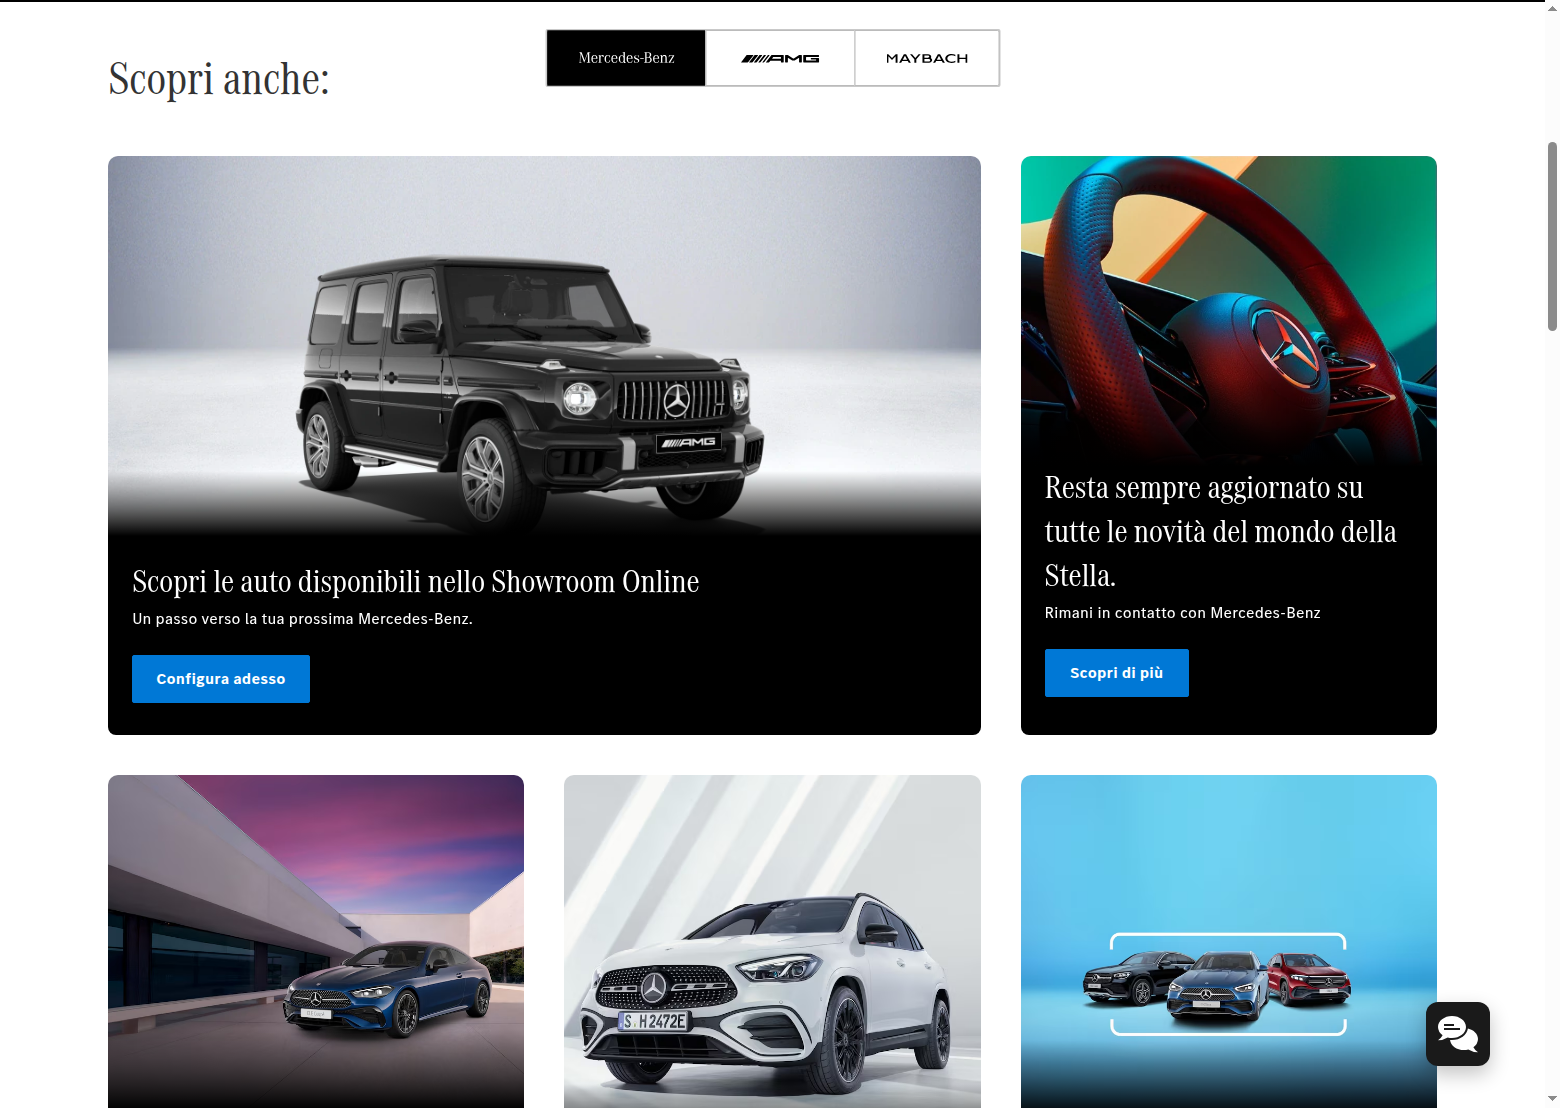 Scopri anche:
Mercedes-Benz
AMG
MAYBACH
AMG
Scopri le auto disponibili nello Showroom Online
Un passo verso la tua prossima Mercedes-Benz.
Configura adesso
Resta sempre aggiornato su
tutte le novità del mondo della
Stella.
Rimani in contatto con Mercedes-Benz
Scopri di più
S H 2472E